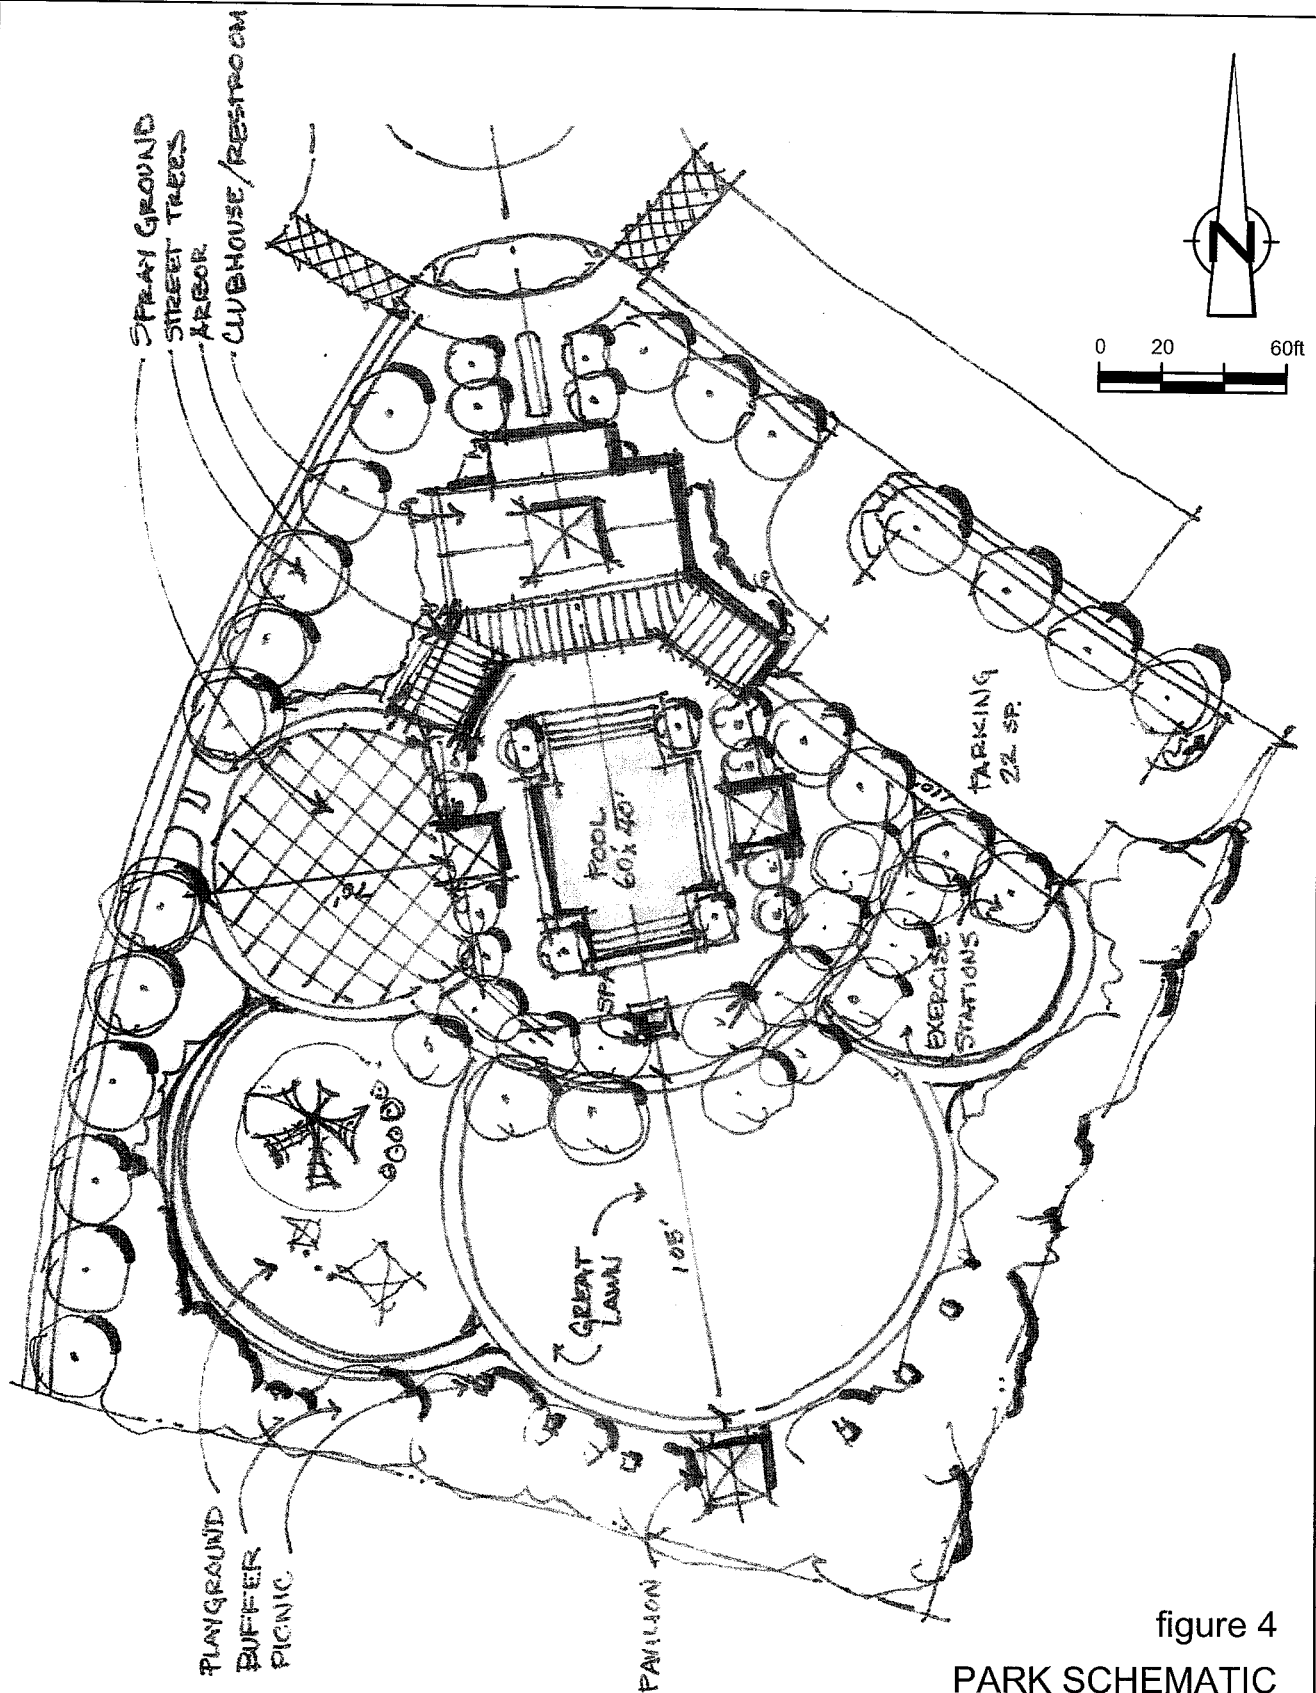 SPRAY GROUND
STREET TREES
ARBOR
CLUBHOUSE/RESTROOM
N
0 20 60ft
PARKING
22 SP.
POOL
60'x 40'
EXERCISE
STATIONS
SPA
GREAT
LAWN
105'
PLAYGROUND
BUFFER
PICNIC
PAVILION
figure 4
PARK SCHEMATIC